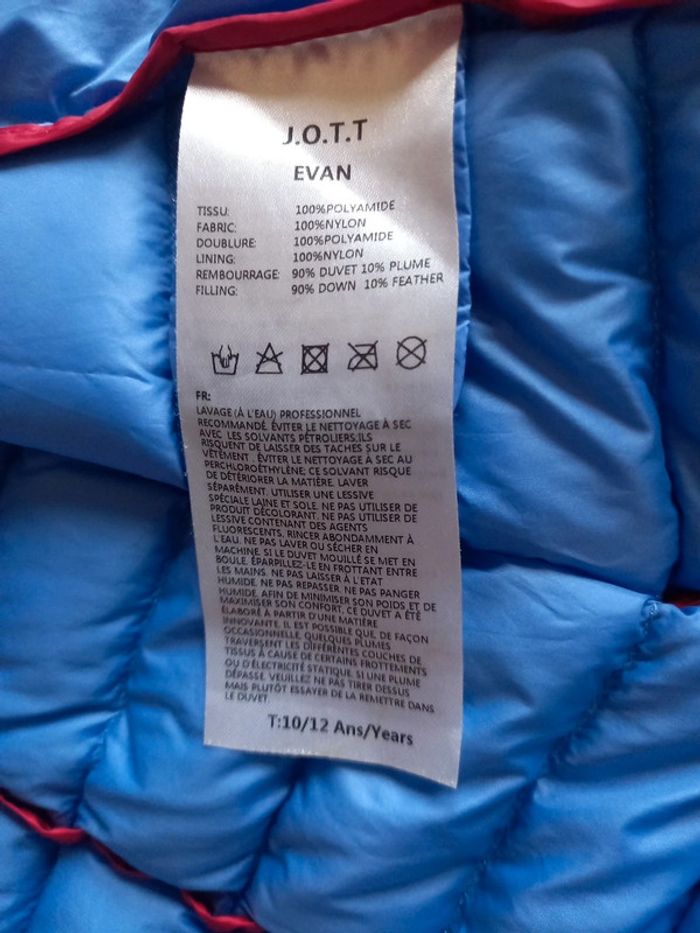 J.O.T.T
EVAN
TISSU: 100%POLYAMIDE
FABRIC: 100%NYLON
DOUBLURE: 100%POLYAMIDE
LINING: 100%NYLON
REMBOURRAGE: 90% DUVET 10% PLUME
FILLING: 90% DOWN 10% FEATHER
FR:
LAVAGE (À L'EAU) PROFESSIONNEL
RECOMMANDÉ. ÉVITER LE NETTOYAGE À SEC
AVEC LES SOLVANTS PÉTROLIERS.ILS
RISQUENT DE LAISSER DES TACHES SUR LE
VÊTEMENT . ÉVITER LE NETTOYAGE À SEC AU
PERCHLOROÉTHYLÈNE; CE SOLVANT RISQUE
DE DÉTÉRIORER LA MATIÈRE. LAVER
SÉPARÉMENT. UTILISER UNE LESSIVE
SPÉCIALE LAINE ET SOLE. NE PAS UTILISER DE
PRODUIT DÉCOLORANT. NE PAS UTILISER DE
LESSIVE CONTENANT DES AGENTS
FLUORESCENTS. RINCER ABONDAMMENT À
L'EAU. NE PAS LAVER OU SÉCHER EN
MACHINE. SI LE DUVET MOUILLÉ SE MET EN
BOULE. ÉPARPILLEZ-LE EN FROTTANT ENTRE
LES MAINS. NE PAS LAISSER À L'ETAT
HUMIDE. NE PAS REPASSER. NE PAS PANGER
HUMIDE. AFIN DE MINIMISER SON POIDS ET DE
MAXIMISER SON CONFORT, CE DUVET A ÉTÉ
ÉLABORÉ À PARTIR D'UNE MATIÈRE
INNOVANTE. IL EST POSSIBLE QUE, DE FAÇON
OCCASIONNELLE, QUELQUES PLUMES
TRAVERSENT LES DIFFÉRENTES COUCHES DE
TISSUS À CAUSE DE CERTAINS FROTTEMENTS
OU D'ÉLECTRICITÉ STATIQUE. SI UNE PLUME
DÉPASSE, VEUILLEZ NE PAS TIRER DESSUS
MAIS PLUTÔT ESSAYER DE LA REMETTRE DANS
LE DUVET.
T:10/12 Ans/Years